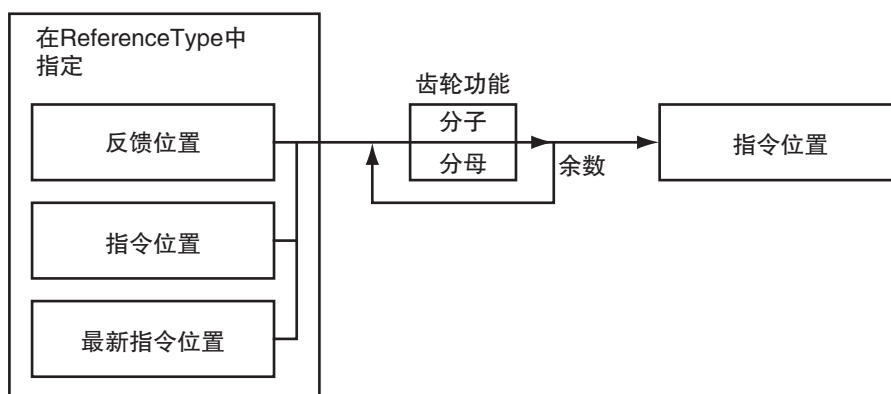 在ReferenceType中
指定
反馈位置
指令位置
最新指令位置
齿轮功能
分子
分母
余数
指令位置